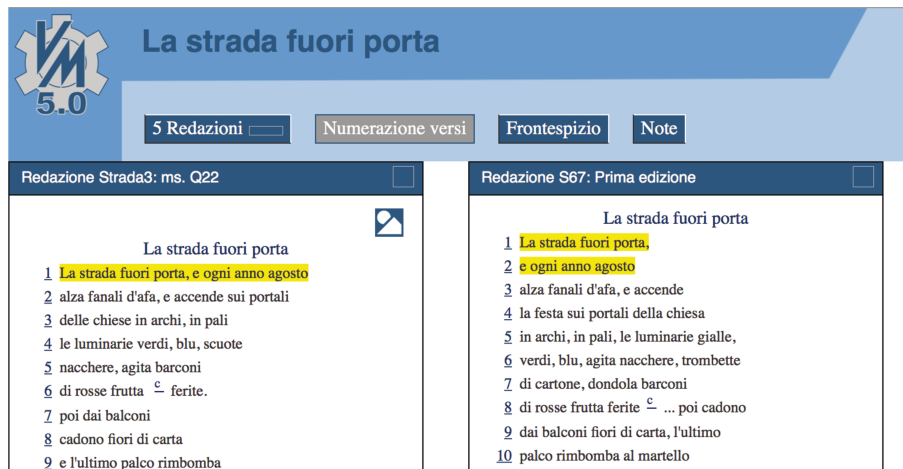 VM
5.0
La strada fuori porta
5 Redazioni
Numerazione versi
Frontespizio
Note
Redazione Strada3: ms. Q22
La strada fuori porta
1 La strada fuori porta, e ogni anno agosto
2 alza fanali d'afa, e accende sui portali
3 delle chiese in archi, in pali
4 le luminarie verdi, blu, scuote
5 nacchere, agita barconi
6 di rosse frutta c ferite.
7 poi dai balconi
8 cadono fiori di carta
9 e l'ultimo palco rimbomba
Redazione S67: Prima edizione
La strada fuori porta
1 La strada fuori porta,
2 e ogni anno agosto
3 alza fanali d'afa, e accende
4 la festa sui portali della chiesa
5 in archi, in pali, le luminarie gialle,
6 verdi, blu, agita nacchere, trombette
7 di cartone, dondola barconi
8 di rosse frutta ferite c ... poi cadono
9 dai balconi fiori di carta, l'ultimo
10 palco rimbomba al martello